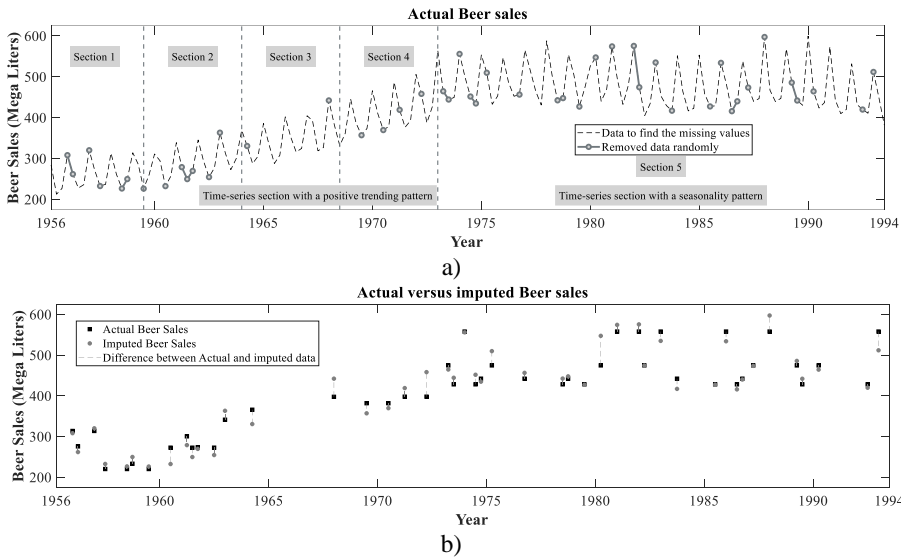 Actual Beer sales
Beer Sales (Mega Liters)
600
500
400
300
200
Section 1
Section 2
Section 3
Section 4
Data to find the missing values
Removed data randomly
Section 5
Time-series section with a positive trending pattern
Time-series section with a seasonality pattern
1956 1960 1965 1970 1975 1980 1985 1990 1994
Year
a)
Actual versus imputed Beer sales
Beer Sales (Mega Liters)
600
500
400
300
200
Actual Beer Sales
Imputed Beer Sales
Difference between Actual and imputed data
1956 1960 1965 1970 1975 1980 1985 1990 1994
Year
b)